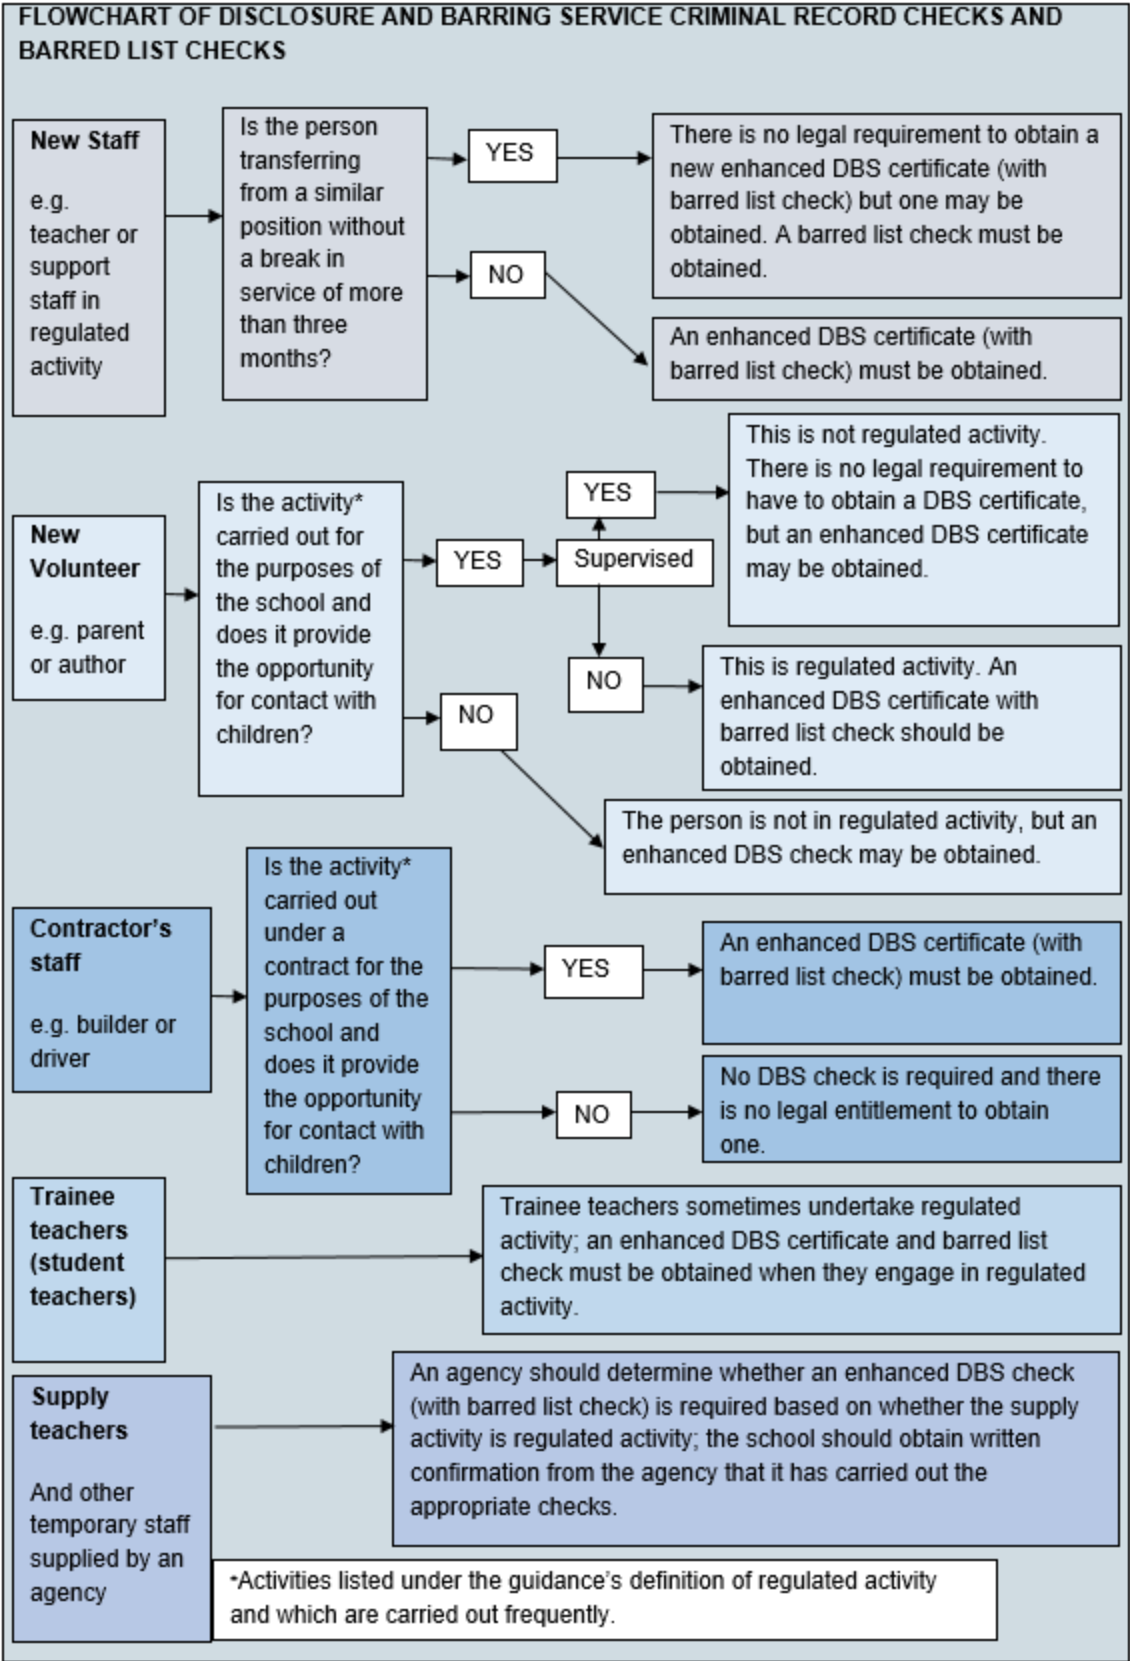 FLOWCHART OF DISCLOSURE AND BARRING SERVICE CRIMINAL RECORD CHECKS AND
BARRED LIST CHECKS
New Staff
e.g.
teacher or
support
staff in
regulated
activity
Is the person
transferring
from a similar
position without
a break in
service of more
than three
months?
YES
There is no legal requirement to obtain a
new enhanced DBS certificate (with
barred list check) but one may be
obtained. A barred list check must be
obtained.
NO
An enhanced DBS certificate (with
barred list check) must be obtained.
New
Volunteer
e.g. parent
or author
Is the activity*
carried out for
the purposes of
the school and
does it provide
the opportunity
for contact with
children?
YES
Supervised
YES
This is not regulated activity.
There is no legal requirement to
have to obtain a DBS certificate,
but an enhanced DBS certificate
may be obtained.
NO
This is regulated activity. An
enhanced DBS certificate with
barred list check should be
obtained.
NO
The person is not in regulated activity, but an
enhanced DBS check may be obtained.
Contractor's
staff
e.g. builder or
driver
Is the activity*
carried out
under a
contract for the
purposes of the
school and
does it provide
the opportunity
for contact with
children?
YES
An enhanced DBS certificate (with
barred list check) must be obtained.
NO
No DBS check is required and there
is no legal entitlement to obtain
one.
Trainee
teachers
(student
teachers)
Trainee teachers sometimes undertake regulated
activity; an enhanced DBS certificate and barred list
check must be obtained when they engage in regulated
activity.
Supply
teachers
And other
temporary staff
supplied by an
agency
An agency should determine whether an enhanced DBS check
(with barred list check) is required based on whether the supply
activity is regulated activity; the school should obtain written
confirmation from the agency that it has carried out the
appropriate checks.
*Activities listed under the guidance's definition of regulated activity
and which are carried out frequently.